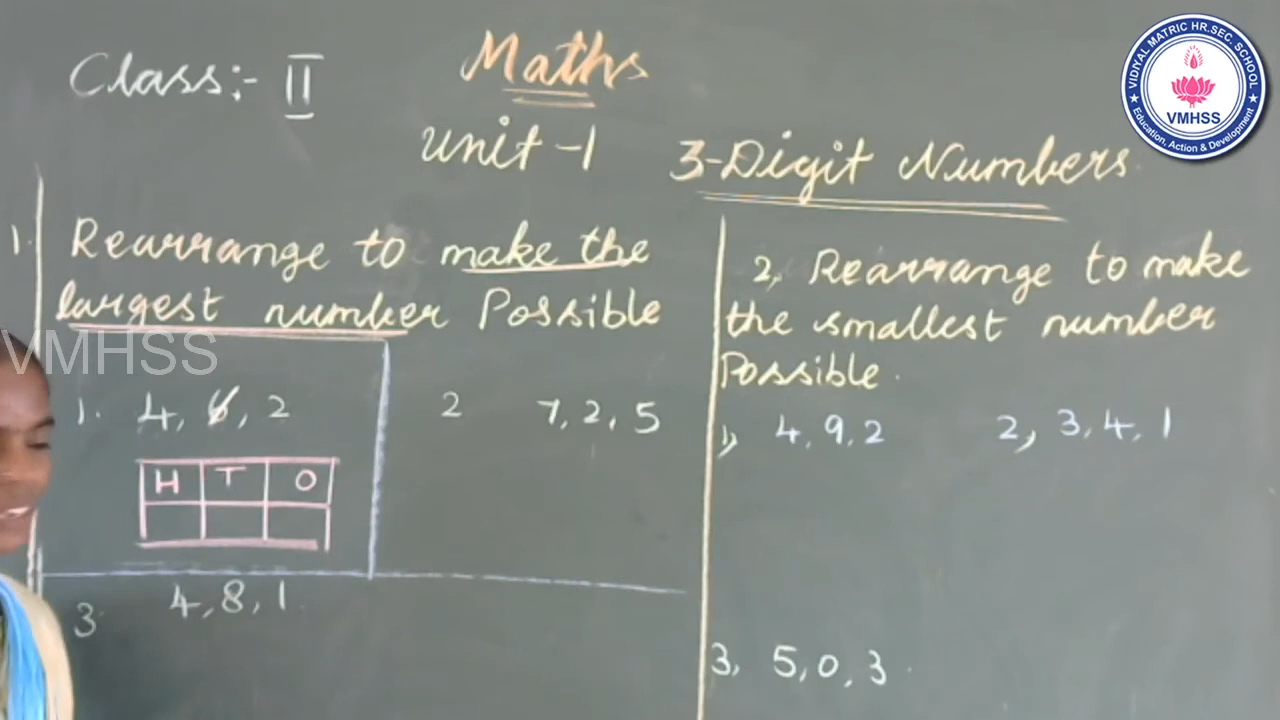 Class:- II
Maths
Unit -1
3-Digit Numbers
1. Rearrange to make the
largest number Possible
1. 4, 6, 2
H T O
2 7, 2, 5
3 4, 8, 1
2, Rearrange to make
the smallest number
Possible.
1, 4, 9, 2
2, 3, 4, 1
3, 5, 0, 3
VMHSS
VIDIYAL MATRIC HR.SEC. SCHOOL
VMHSS
Education, Action & Development